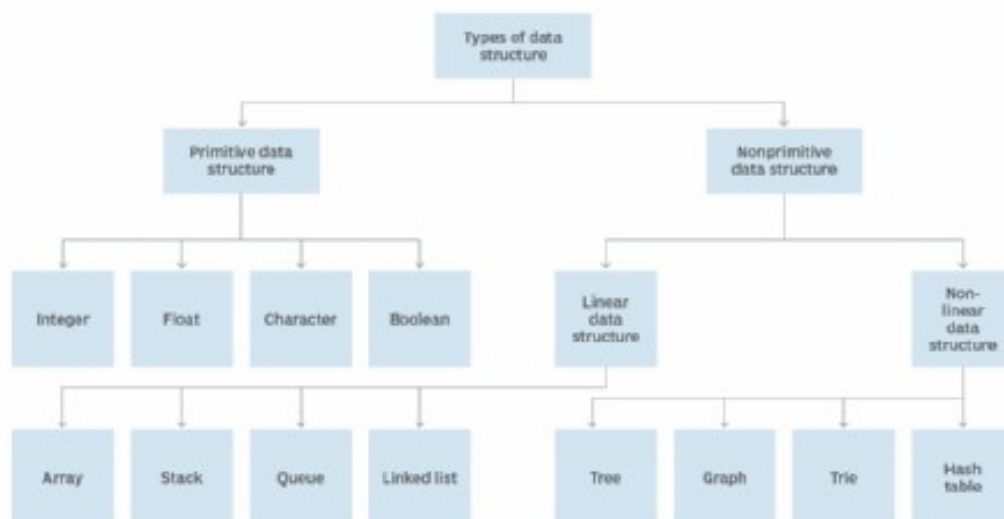 Types of data
structure
Primitive data
structure
Nonprimitive
data structure
Integer
Float
Character
Boolean
Linear
data
structure
Non-
linear
data
structure
Array
Stack
Queue
Linked list
Tree
Graph
Trie
Hash
table